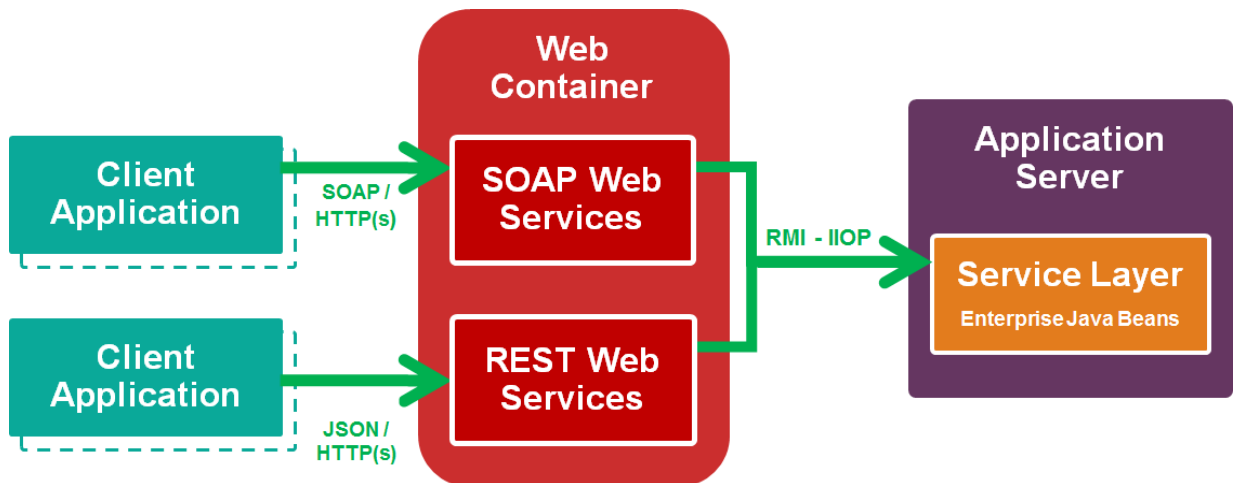 Web
Container
Client
Application
SOAP /
HTTP(s)
SOAP Web
Services
RMI - IIOP
Application
Server
Service Layer
Enterprise Java Beans
Client
Application
JSON /
HTTP(s)
REST Web
Services